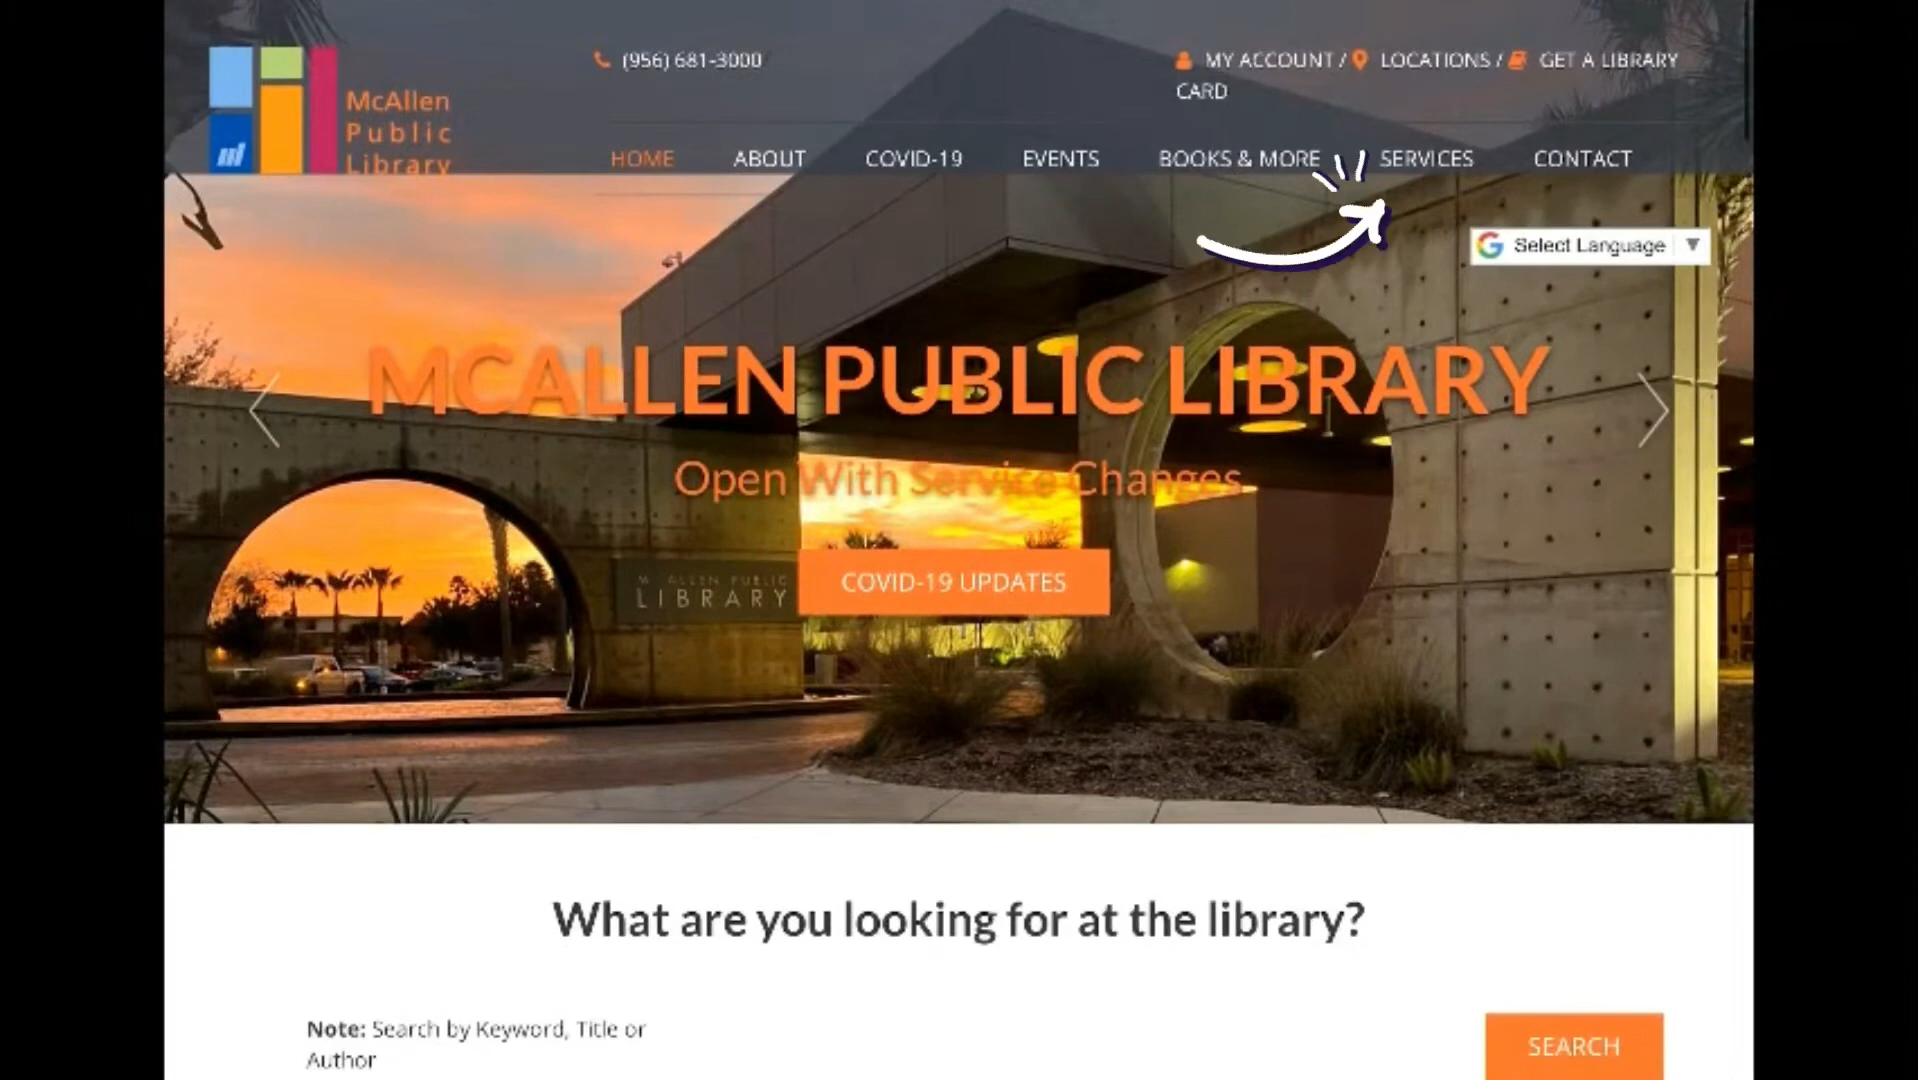 McAllen
Public
Library
(956) 681-3000
MY ACCOUNT / LOCATIONS / GET A LIBRARY
CARD
HOME ABOUT COVID-19 EVENTS BOOKS & MORE SERVICES CONTACT
Select Language ▼
MCALLEN PUBLIC LIBRARY
Open With Service Changes
MCALLEN PUBLIC
LIBRARY
COVID-19 UPDATES
What are you looking for at the library?
Note: Search by Keyword, Title or
Author
SEARCH